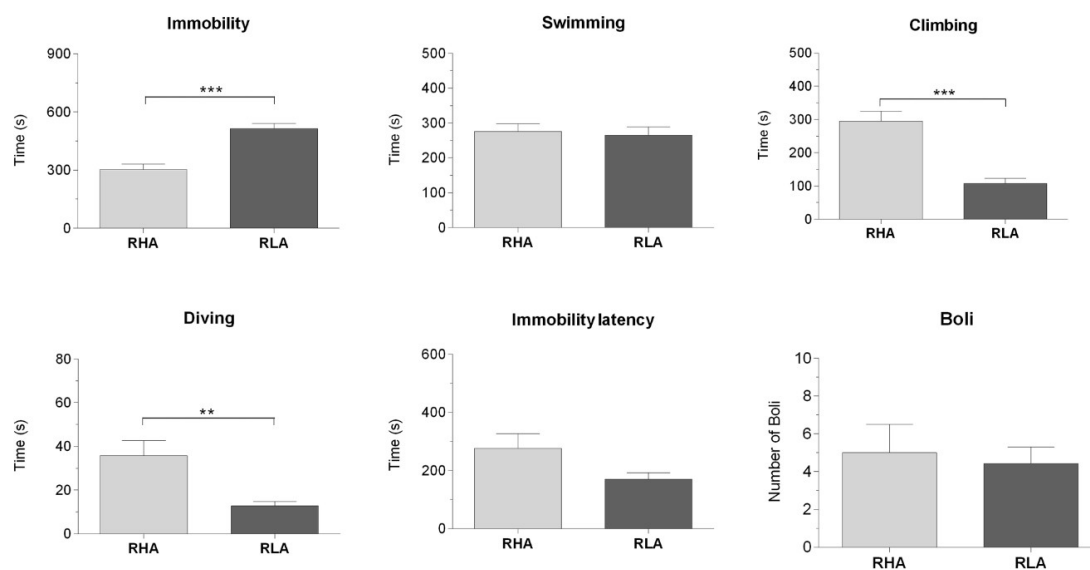 Immobility
Time (s)
900
600
300
0
***
RHA RLA
Swimming
Time (s)
500
400
300
200
100
0
RHA RLA
Climbing
Time (s)
500
400
300
200
100
0
***
RHA RLA
Diving
Time (s)
80
60
40
20
0
**
RHA RLA
Immobility latency
Time (s)
600
400
200
0
RHA RLA
Boli
Number of Boli
10
8
6
4
2
0
RHA RLA